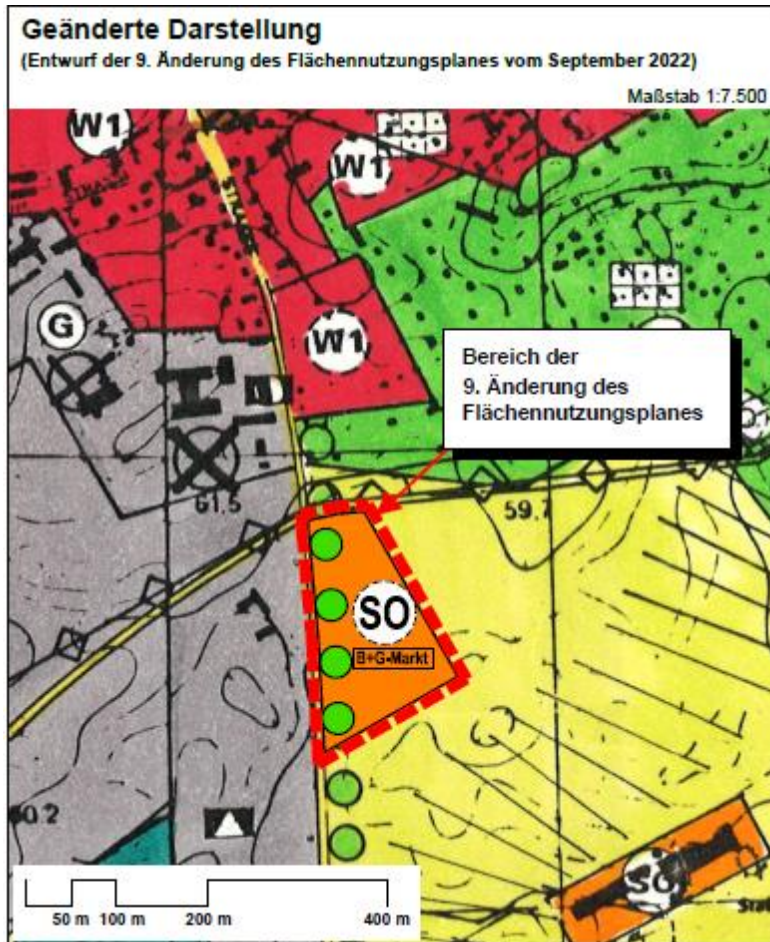 Geänderte Darstellung
(Entwurf der 9. Änderung des Flächennutzungsplanes vom September 2022)
Maßstab 1:7.500
W1
W1
G
W1
Bereich der
9. Änderung des
Flächennutzungsplanes
61.5
59.7
SO
B+G-Markt
SO
50 m 100 m 200 m 400 m